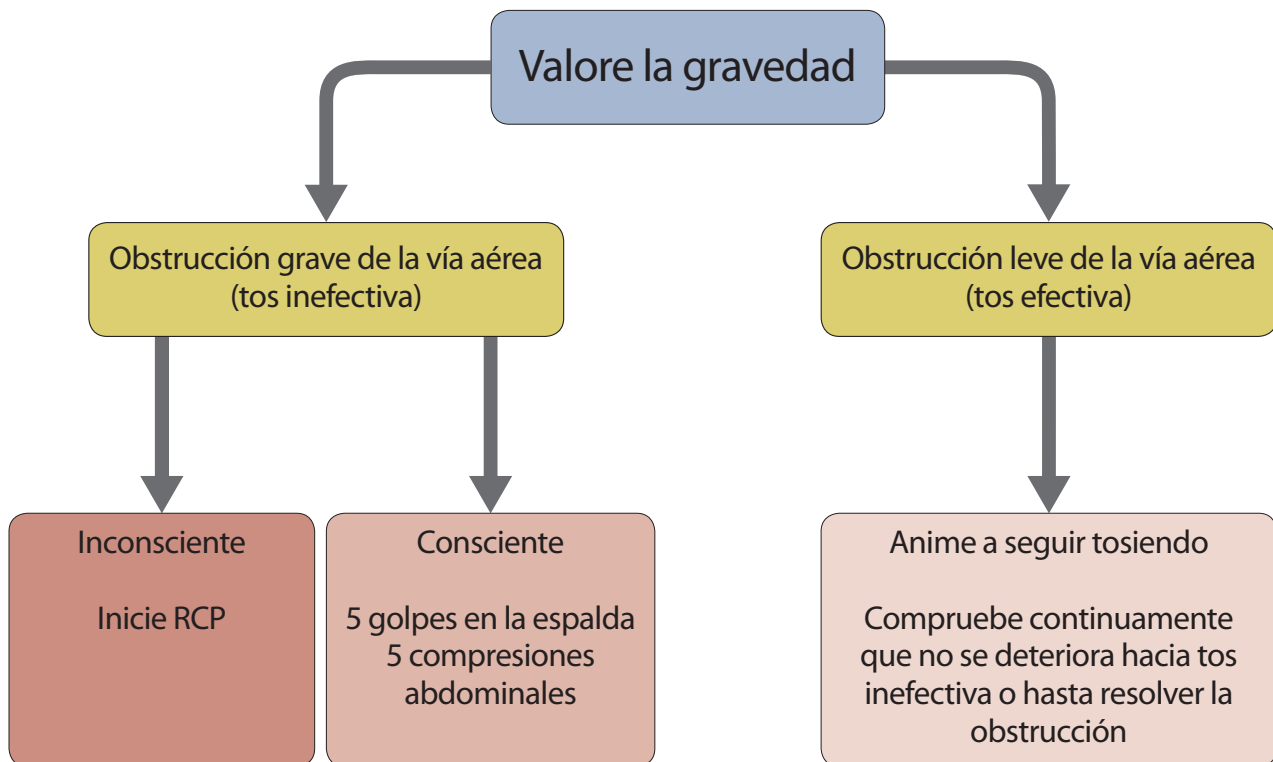 Valore la gravedad
Obstrucción grave de la vía aérea
(tos inefectiva)
Obstrucción leve de la vía aérea
(tos efectiva)
Inconsciente
Inicie RCP
Consciente
5 golpes en la espalda
5 compresiones
abdominales
Anime a seguir tosiendo
Compruebe continuamente
que no se deteriora hacia tos
inefectiva o hasta resolver la
obstrucción